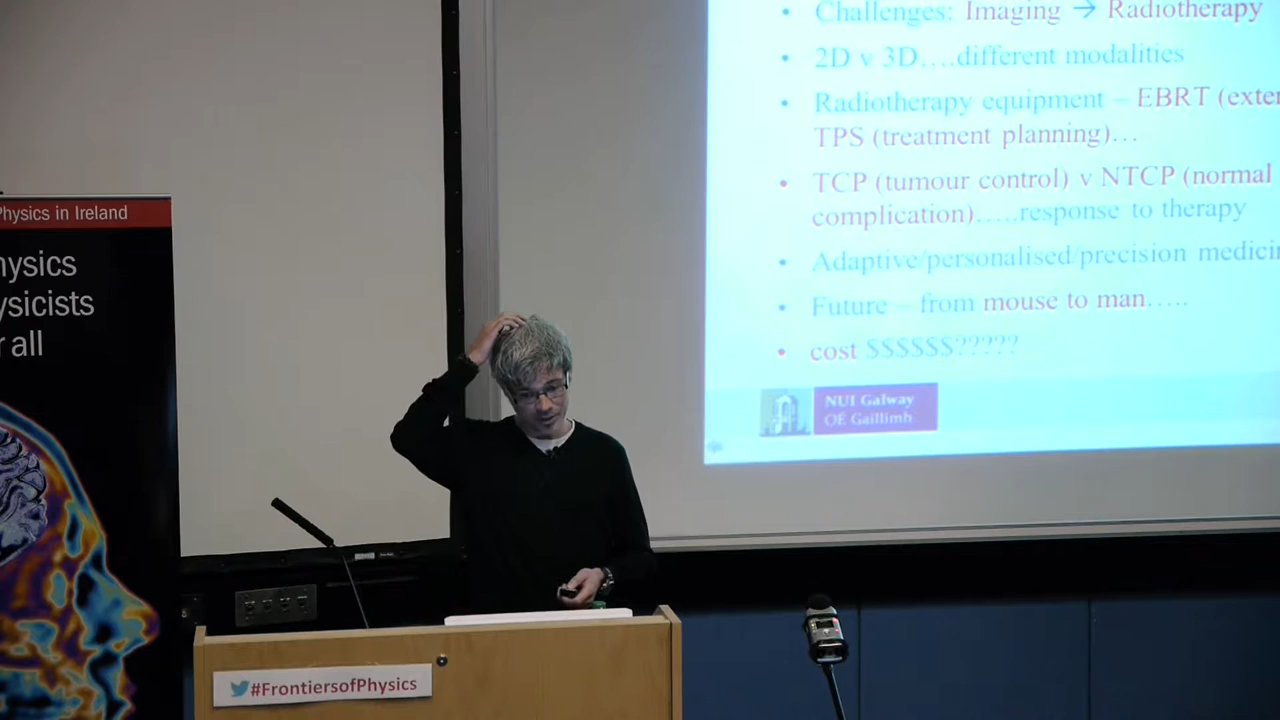 Physics in Ireland
hysics
ysicists
r all
#FrontiersofPhysics
Challenges: Imaging → Radiotherapy
2D v 3D....different modalities
Radiotherapy equipment – EBRT (exter
TPS (treatment planning)…
TCP (tumour control) v NTCP (normal
complication)…..response to therapy
Adaptive/personalised/precision medicin
Future – from mouse to man…..
cost $$$$$$?????
NUI Galway
OÉ Gaillimh